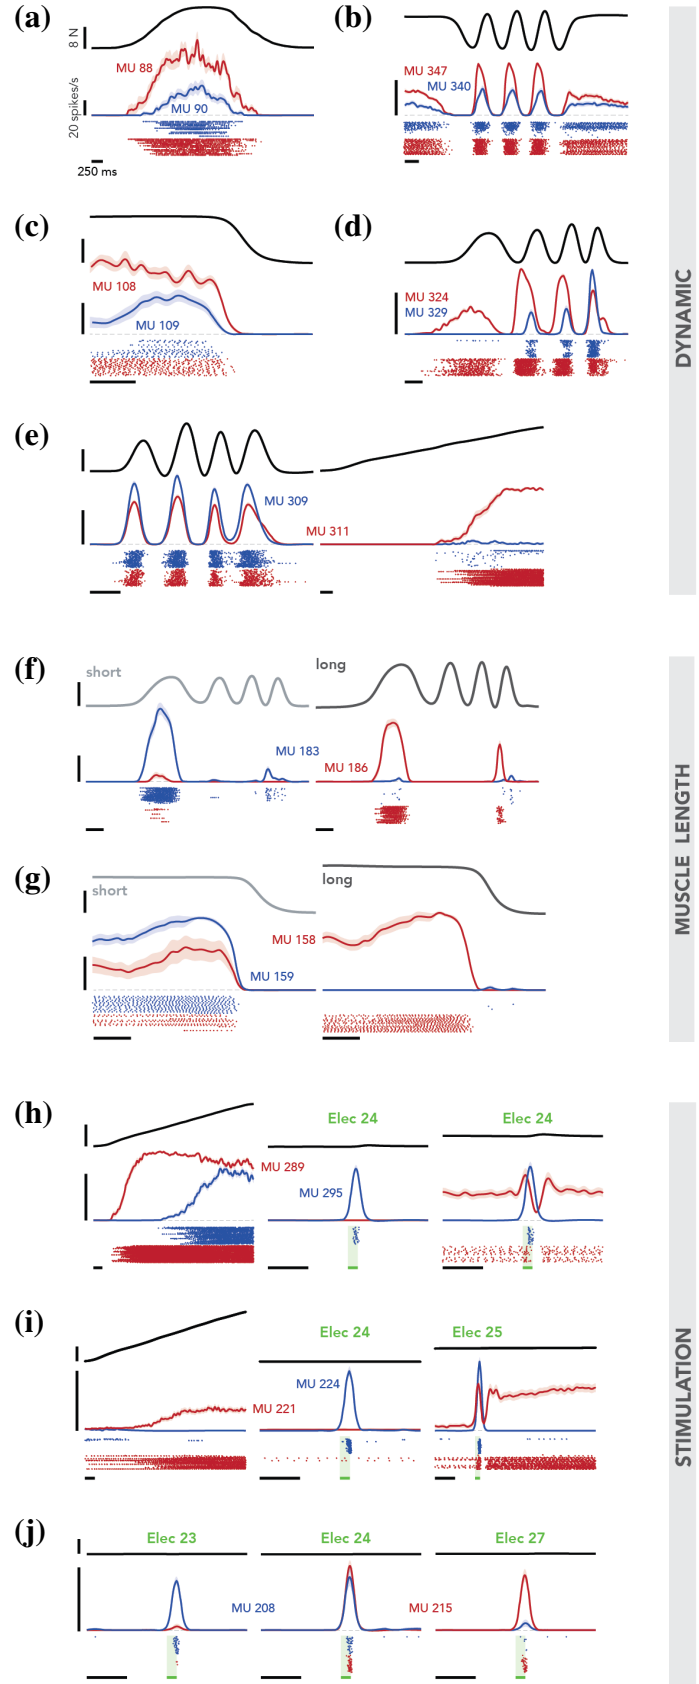 (a)
8 N
MU 88
MU 90
20 spikes/s
250 ms
(b)
MU 347
MU 340
(c)
MU 108
MU 109
(d)
MU 324
MU 329
DYNAMIC
(e)
MU 309
MU 311
(f)
short
long
MU 183
MU 186
(g)
short
long
MU 158
MU 159
MUSCLE LENGTH
(h)
Elec 24
Elec 24
MU 289
MU 295
(i)
Elec 24
Elec 25
MU 224
MU 221
STIMULATION
(j)
Elec 23
Elec 24
Elec 27
MU 208
MU 215